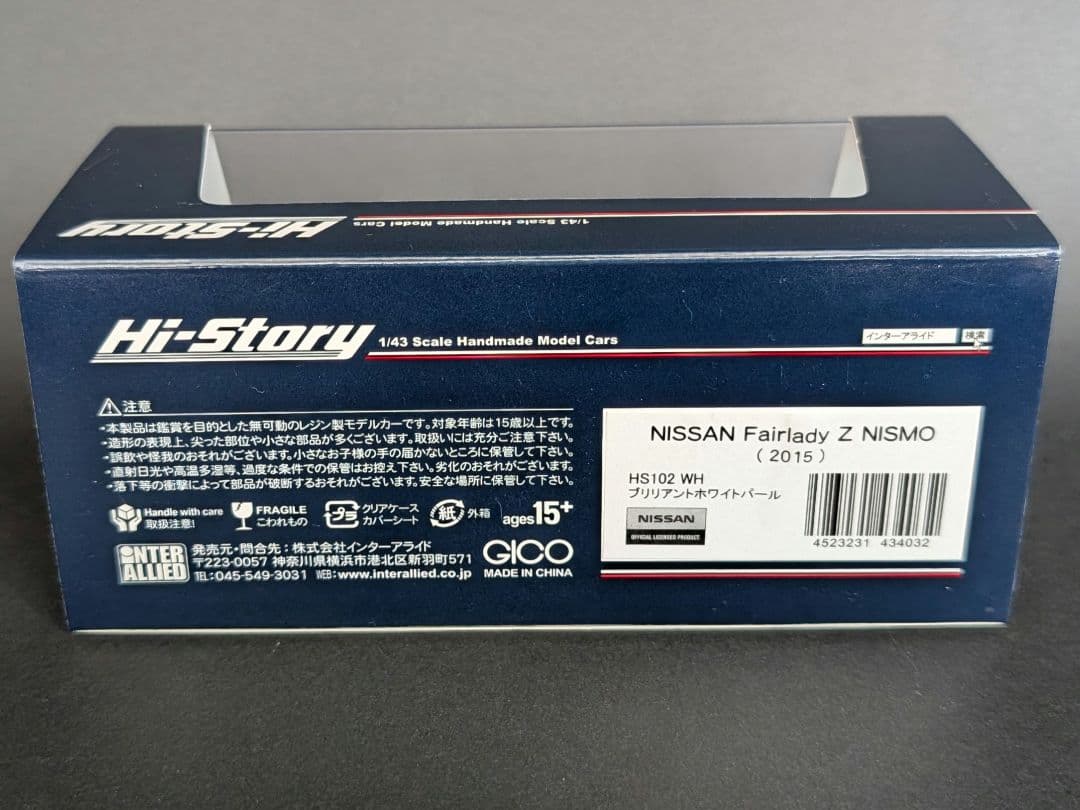 Hi-Story 1/43 Scale Handmade Model Cars
Hi-Story 1/43 Scale Handmade Model Cars
インターアライド 検索
注意
・本製品は鑑賞を目的とした無可動のレジン製モデルカーです。対象年齢は15歳以上です。
・造形の表現上、尖った部位や小さな部品が多くございます。取扱いには充分ご注意下さい。
・誤飲や怪我のおそれがございます。小さなお子様の手の届かないところに保管して下さい。
・直射日光や高温多湿等、過度な条件での保管はお控え下さい。劣化のおそれがございます。
・落下等の衝撃によって部品が破断するおそれがございます。安全な場所に保管して下さい。
Handle with care
取扱注意!
FRAGILE
こわれもの
プラ
クリアケース
カバーシート
紙
外箱
ages15+
INTER
ALLIED
発売元・問合先：株式会社インターアライド
〒223-0057 神奈川県横浜市港北区新羽町571
TEL:045-549-3031 WEB:www.interallied.co.jp
GICO
MADE IN CHINA
NISSAN Fairlady Z NISMO
(2015)
HS102 WH
ブリリアントホワイトパール
NISSAN
OFFICIAL LICENSED PRODUCT
4523231 434032